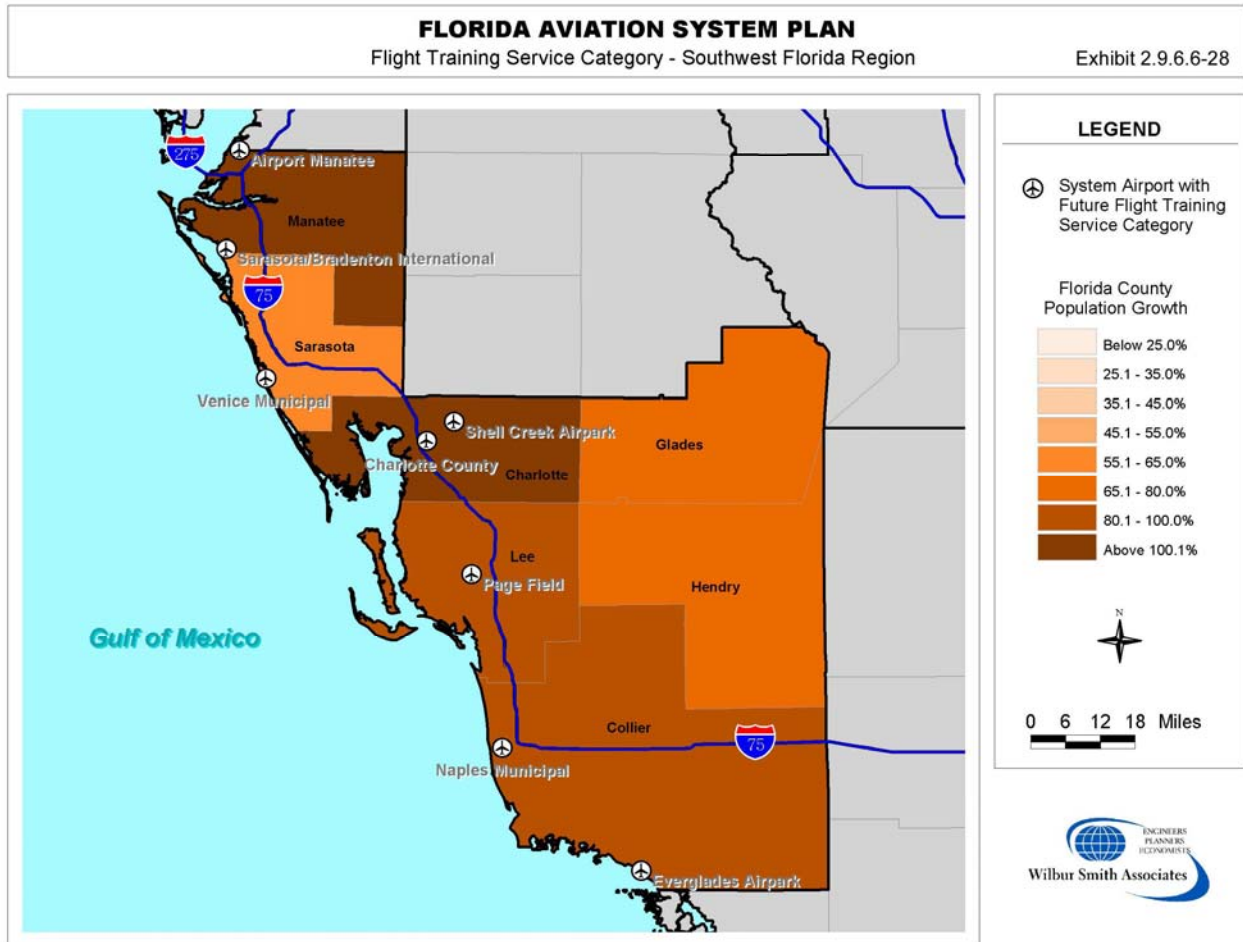 FLORIDA AVIATION SYSTEM PLAN
Flight Training Service Category - Southwest Florida Region
Exhibit 2.9.6.6-28
275
Airport Manatee
Manatee
Sarasota/Bradenton International
75
Sarasota
Venice Municipal
Shell Creek Airpark
Charlotte County
Charlotte
Glades
Lee
Page Field
Hendry
Gulf of Mexico
Collier
75
Naples Municipal
Everglades Airpark
LEGEND
System Airport with
Future Flight Training
Service Category
Florida County
Population Growth
Below 25.0%
25.1 - 35.0%
35.1 - 45.0%
45.1 - 55.0%
55.1 - 65.0%
65.1 - 80.0%
80.1 - 100.0%
Above 100.1%
N
0 6 12 18 Miles
ENGINEERS
PLANNERS
ECONOMISTS
Wilbur Smith Associates